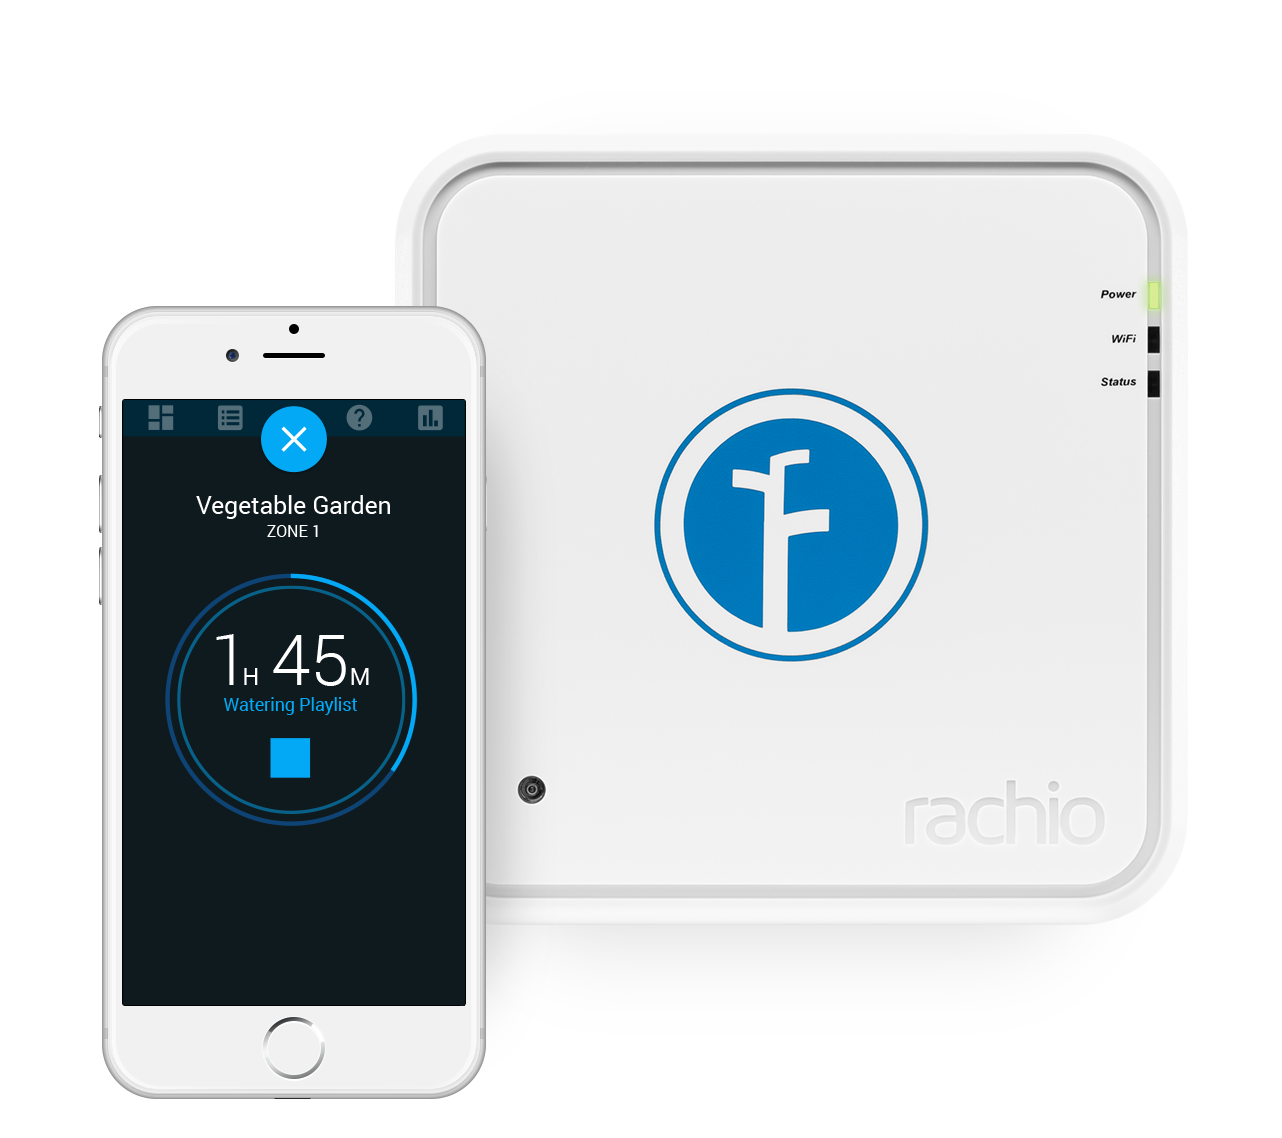 Power
WiFi
Status
Vegetable Garden
ZONE 1
1H 45M
Watering Playlist
rachio